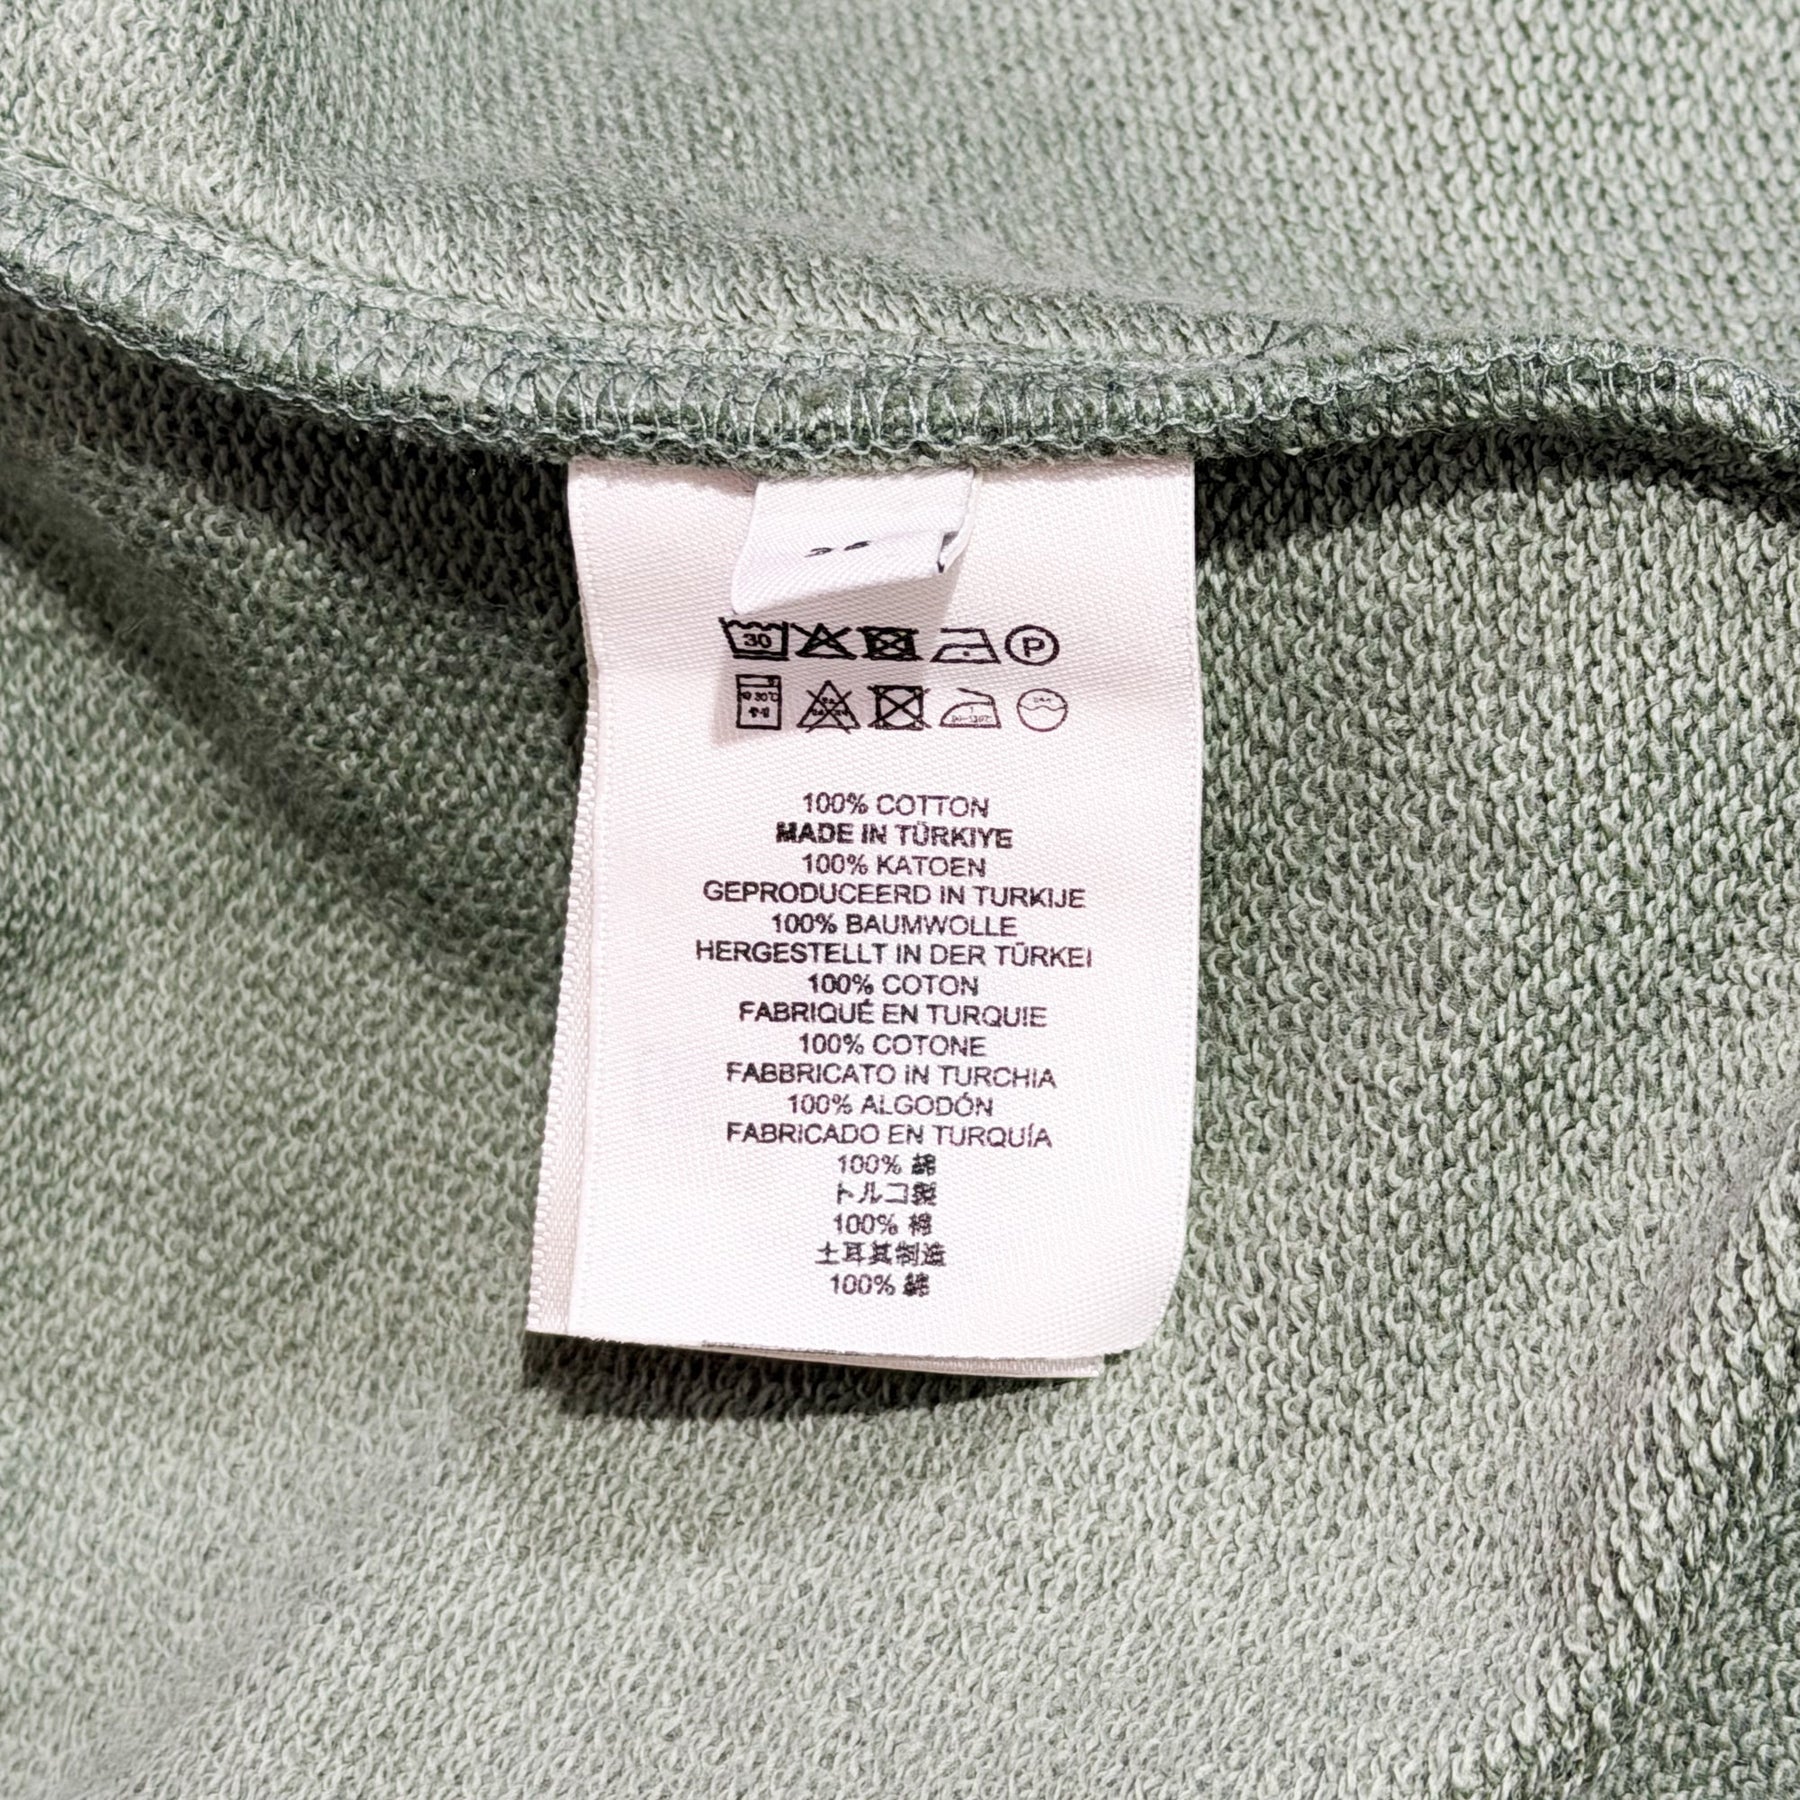 30
P
100% COTTON
MADE IN TÜRKIYE
100% KATOEN
GEPRODUCEERD IN TURKIJE
100% BAUMWOLLE
HERGESTELLT IN DER TÜRKEI
100% COTON
FABRIQUÉ EN TURQUIE
100% COTONE
FABBRICATO IN TURCHIA
100% ALGODÓN
FABRICADO EN TURQUÍA
100% 綿
トルコ製
100% 棉
土耳其制造
100% 綿